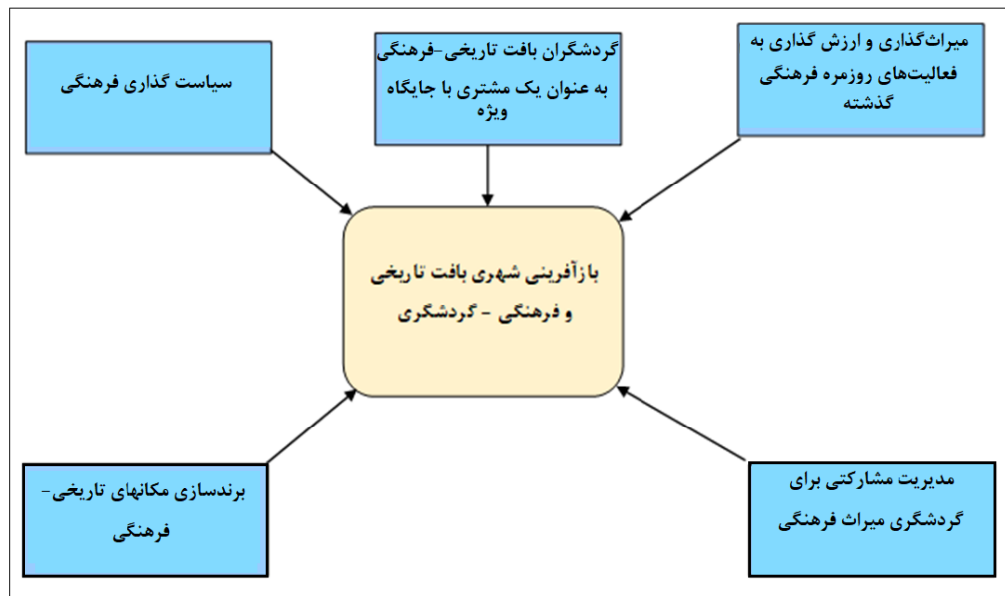 میراث‌گذاری و ارزش گذاری به
فعالیت‌های روزمره فرهنگی
گذشته
گردشگران بافت تاریخی-فرهنگی
به عنوان یک مشتری با جایگاه
ویژه
سیاست گذاری فرهنگی
بازآفرینی شهری بافت تاریخی
و فرهنگی - گردشگری
مدیریت مشارکتی برای
گردشگری میراث فرهنگی
برندسازی مکانهای تاریخی-
فرهنگی